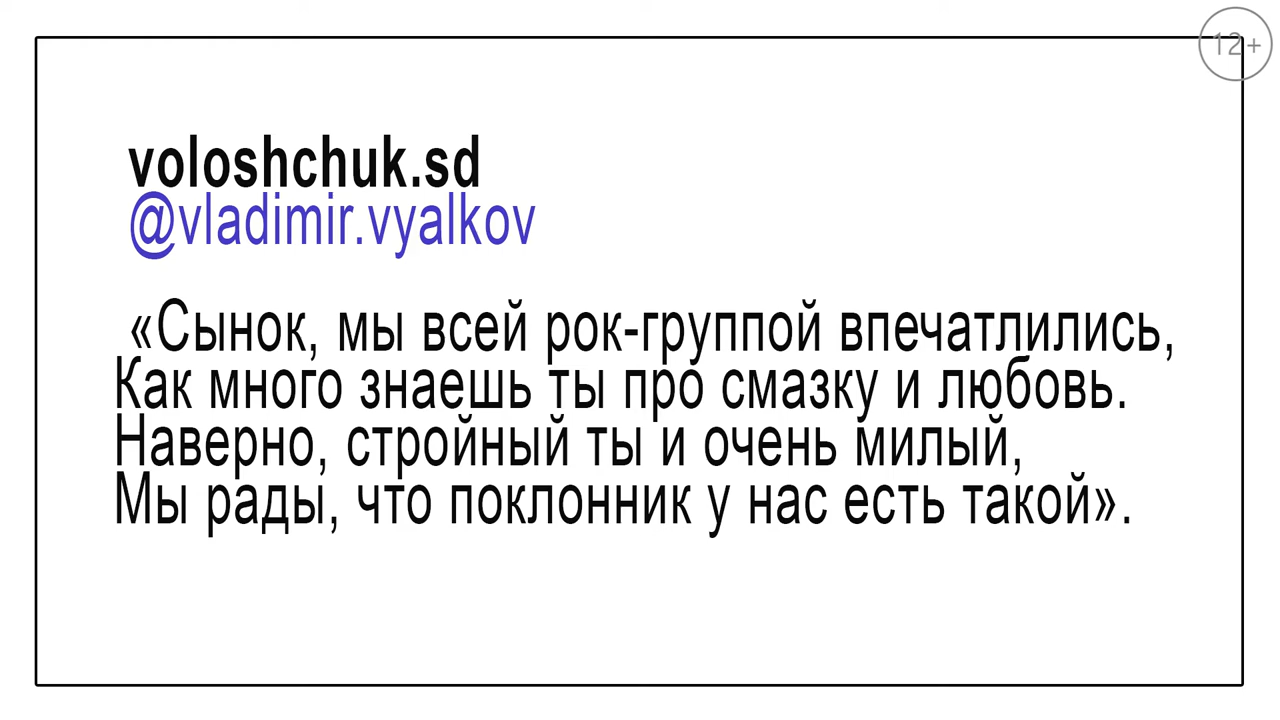 12+
voloshchuk.sd
@vladimir.vyalkov
«Сынок, мы всей рок-группой впечатлились,
Как много знаешь ты про смазку и любовь.
Наверно, стройный ты и очень милый,
Мы рады, что поклонник у нас есть такой».